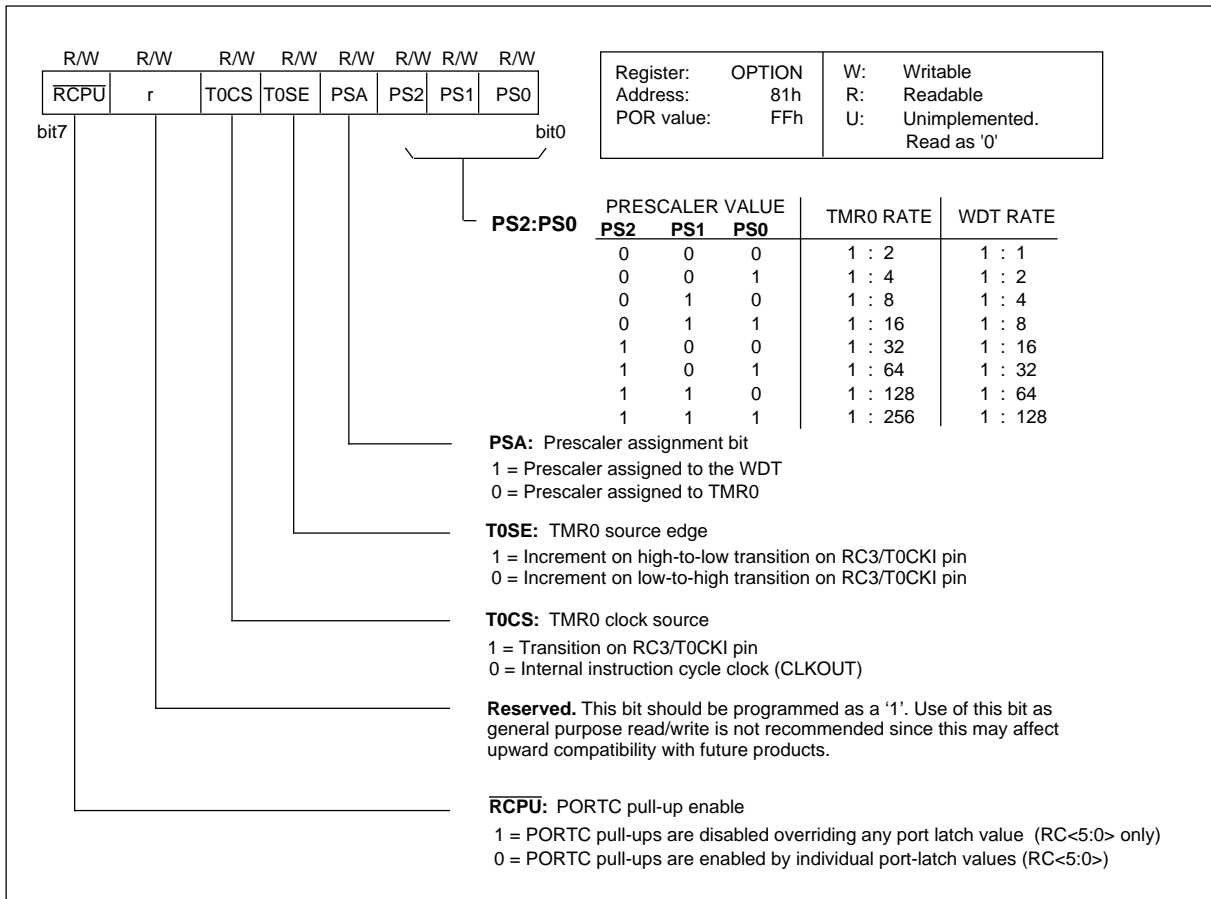 R/W R/W R/W R/W R/W R/W R/W R/W
RCPU r T0CS T0SE PSA PS2 PS1 PS0
bit7 bit0
Register: OPTION
Address: 81h
POR value: FFh
W: Writable
R: Readable
U: Unimplemented.
Read as '0'
PS2:PS0
PRESCALER VALUE TMR0 RATE WDT RATE
PS2 PS1 PS0
0 0 0 1 : 2 1 : 1
0 0 1 1 : 4 1 : 2
0 1 0 1 : 8 1 : 4
0 1 1 1 : 16 1 : 8
1 0 0 1 : 32 1 : 16
1 0 1 1 : 64 1 : 32
1 1 0 1 : 128 1 : 64
1 1 1 1 : 256 1 : 128
PSA: Prescaler assignment bit
1 = Prescaler assigned to the WDT
0 = Prescaler assigned to TMR0
T0SE: TMR0 source edge
1 = Increment on high-to-low transition on RC3/T0CKI pin
0 = Increment on low-to-high transition on RC3/T0CKI pin
T0CS: TMR0 clock source
1 = Transition on RC3/T0CKI pin
0 = Internal instruction cycle clock (CLKOUT)
Reserved. This bit should be programmed as a ‘1’. Use of this bit as
general purpose read/write is not recommended since this may affect
upward compatibility with future products.
RCPU: PORTC pull-up enable
1 = PORTC pull-ups are disabled overriding any port latch value (RC<5:0> only)
0 = PORTC pull-ups are enabled by individual port-latch values (RC<5:0>)